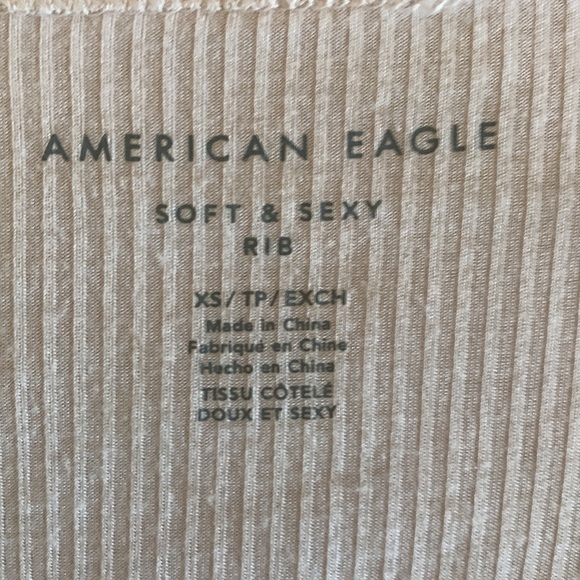 AMERICAN EAGLE
SOFT & SEXY
RIB
XS/TP/EXCH
Made in China
Fabriqué en Chine
Hecho en China
TISSU CÔTELÉ
DOUX ET SEXY